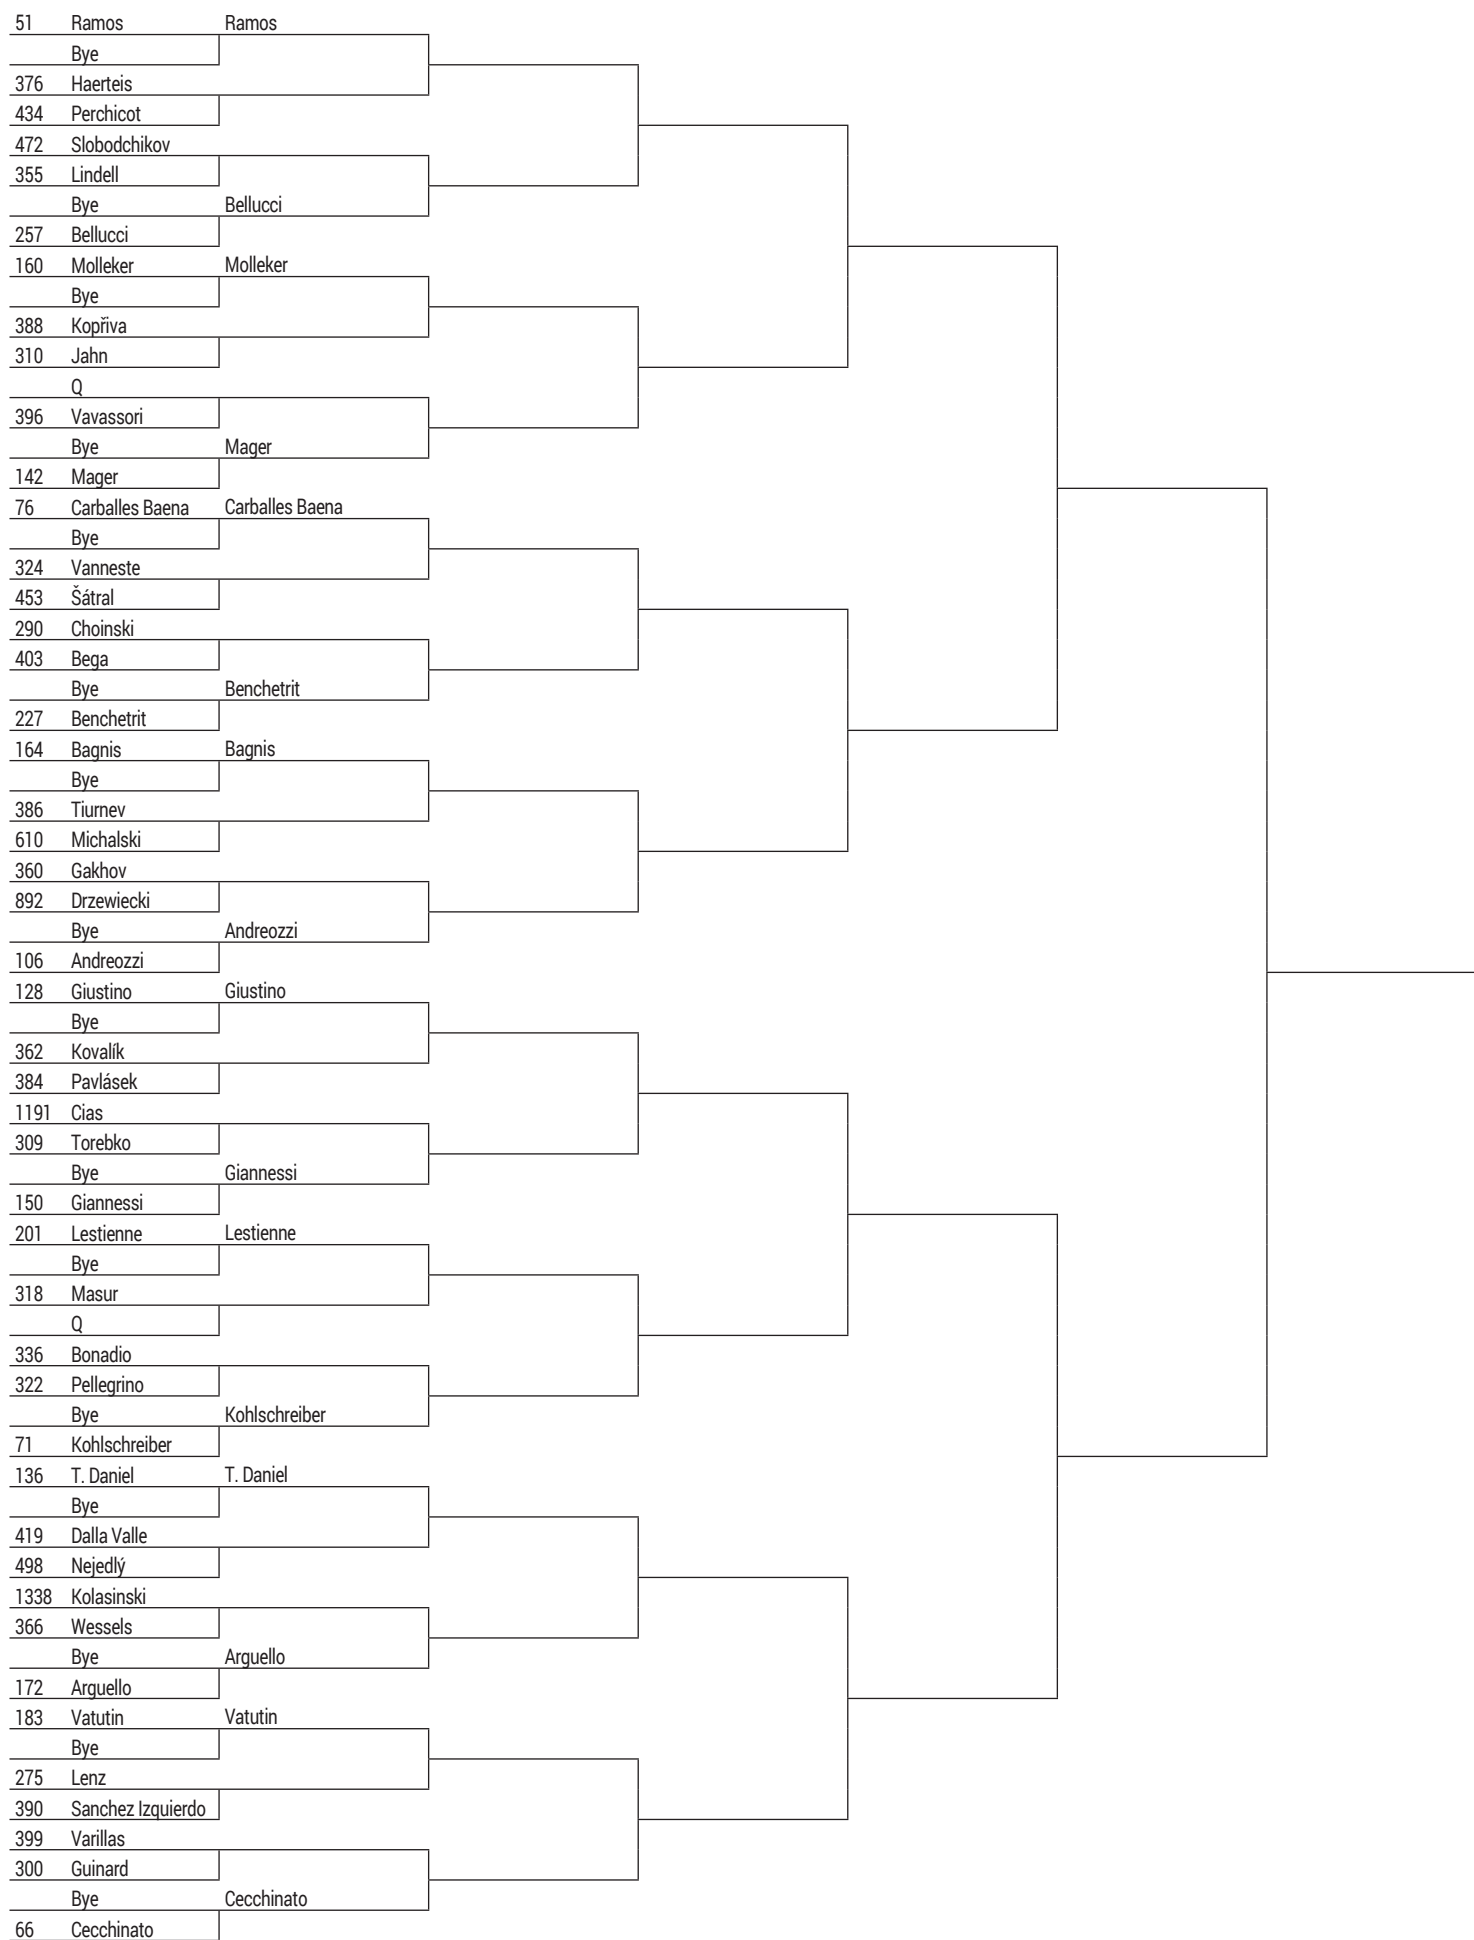 51 Ramos Ramos
Bye
376 Haerteis
434 Perchicot
472 Slobodchikov
355 Lindell
Bye Bellucci
257 Bellucci
160 Molleker Molleker
Bye
388 Kopřiva
310 Jahn
Q
396 Vavassori
Bye Mager
142 Mager
76 Carballes Baena Carballes Baena
Bye
324 Vanneste
453 Šátral
290 Choinski
403 Bega
Bye Benchetrit
227 Benchetrit
164 Bagnis Bagnis
Bye
386 Tiurnev
610 Michalski
360 Gakhov
892 Drzewiecki
Bye Andreozzi
106 Andreozzi
128 Giustino Giustino
Bye
362 Kovalík
384 Pavlásek
1191 Cias
309 Torebko
Bye Giannessi
150 Giannessi
201 Lestienne Lestienne
Bye
318 Masur
Q
336 Bonadio
322 Pellegrino
Bye Kohlschreiber
71 Kohlschreiber
136 T. Daniel T. Daniel
Bye
419 Dalla Valle
498 Nejedlý
1338 Kolasinski
366 Wessels
Bye Arguello
172 Arguello
183 Vatutin Vatutin
Bye
275 Lenz
390 Sanchez Izquierdo
399 Varillas
300 Guinard
Bye Cecchinato
66 Cecchinato